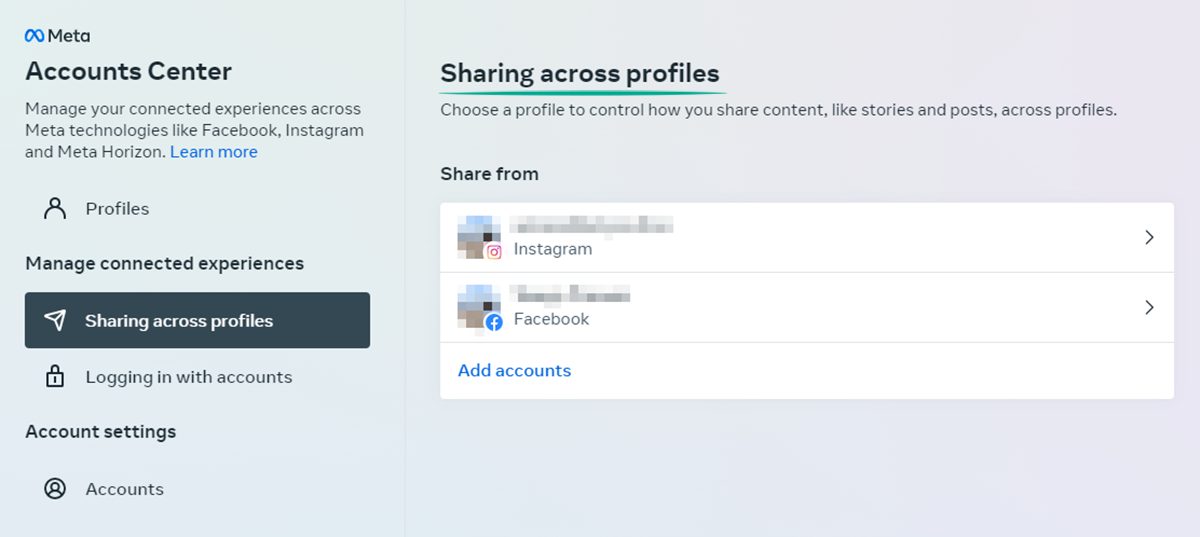 Meta
Accounts Center
Manage your connected experiences across
Meta technologies like Facebook, Instagram
and Meta Horizon. Learn more
Profiles
Manage connected experiences
Sharing across profiles
Logging in with accounts
Account settings
Accounts
Sharing across profiles
Choose a profile to control how you share content, like stories and posts, across profiles.
Share from
Instagram
Facebook
Add accounts